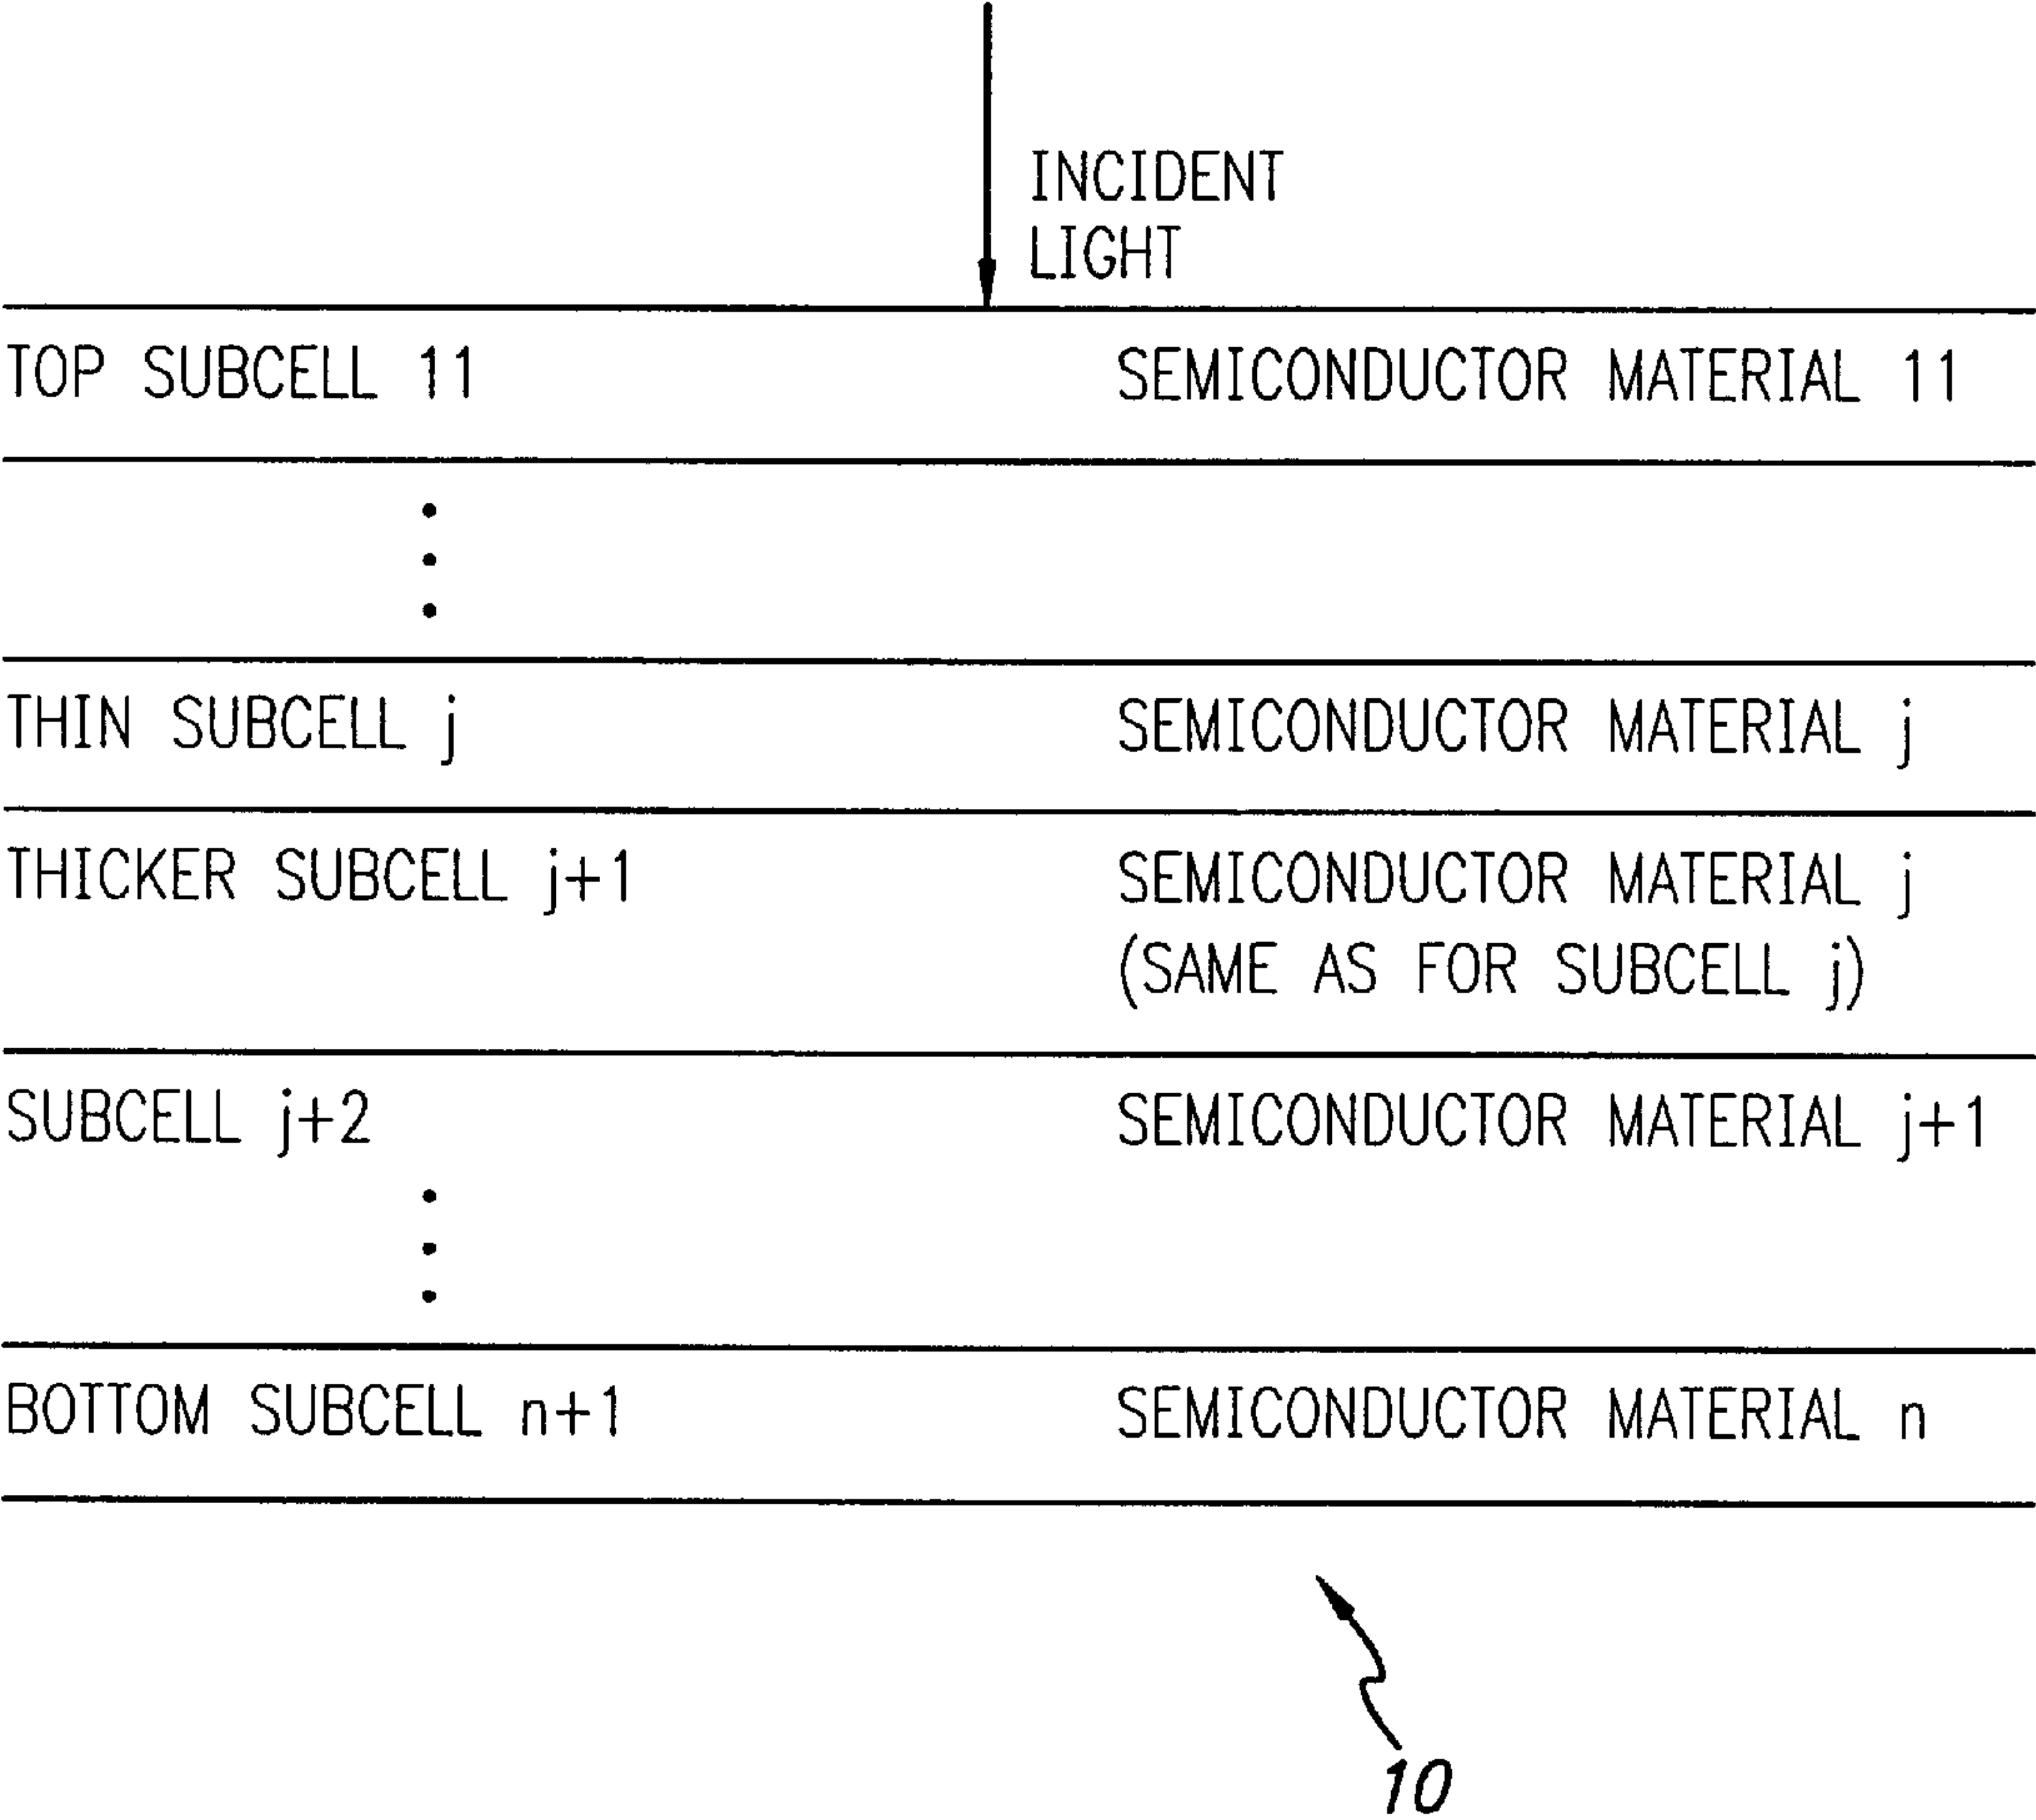 INCIDENT
LIGHT
TOP SUBCELL 11 SEMICONDUCTOR MATERIAL 11
THIN SUBCELL j SEMICONDUCTOR MATERIAL j
THICKER SUBCELL j+1 SEMICONDUCTOR MATERIAL j
(SAME AS FOR SUBCELL j)
SUBCELL j+2 SEMICONDUCTOR MATERIAL j+1
BOTTOM SUBCELL n+1 SEMICONDUCTOR MATERIAL n
10